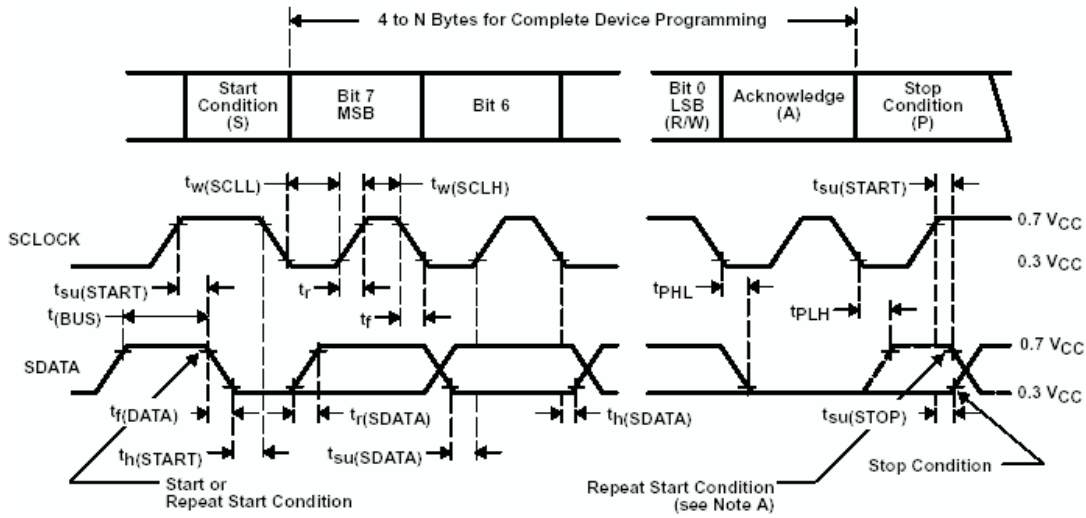 4 to N Bytes for Complete Device Programming
Start
Condition
(S)
Bit 7
MSB
Bit 6
Bit 0
LSB
(R/W)
Acknowledge
(A)
Stop
Condition
(P)
tw(SCLL)
tw(SCLH)
tsu(START)
SCLOCK
0.7 VCC
0.3 VCC
tsu(START)
tr
tPHL
t(BUS)
tf
tPLH
SDATA
0.7 VCC
0.3 VCC
tf(DATA)
tr(SDATA)
th(SDATA)
tsu(STOP)
th(START)
tsu(SDATA)
Stop Condition
Start or
Repeat Start Condition
Repeat Start Condition
(see Note A)